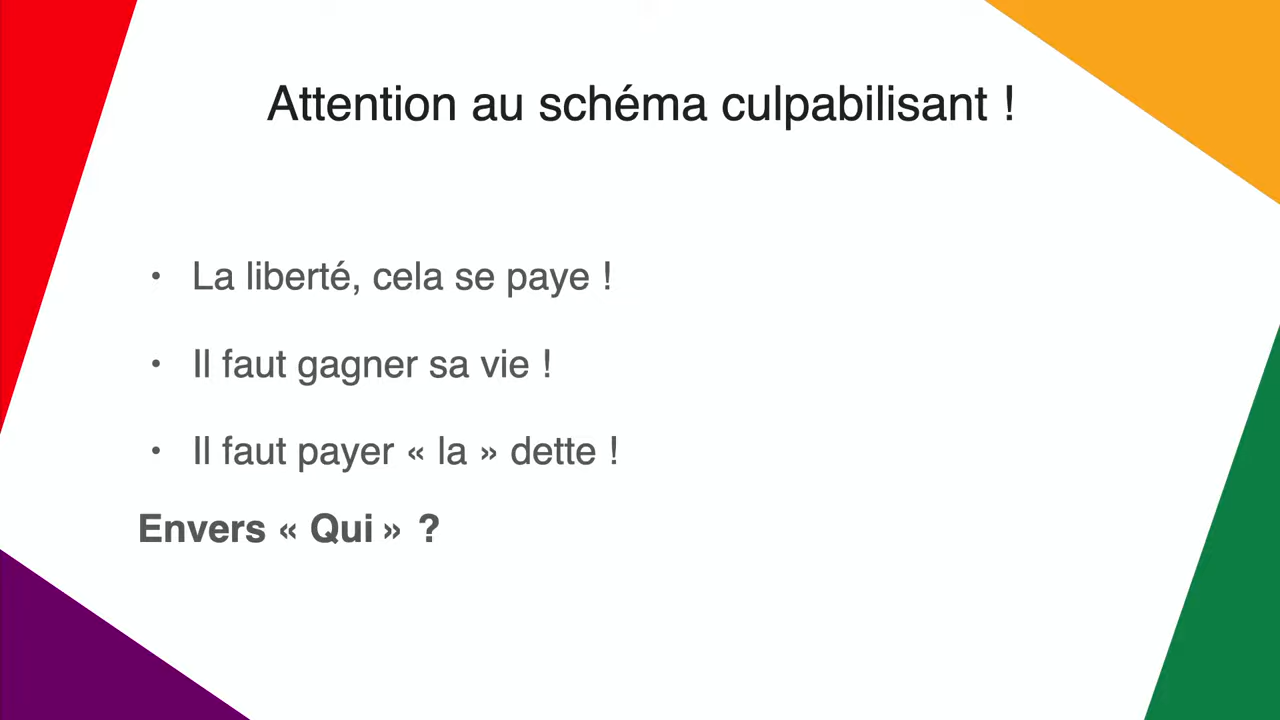 Attention au schéma culpabilisant !
• La liberté, cela se paye !
• Il faut gagner sa vie !
• Il faut payer « la » dette !
Envers « Qui » ?